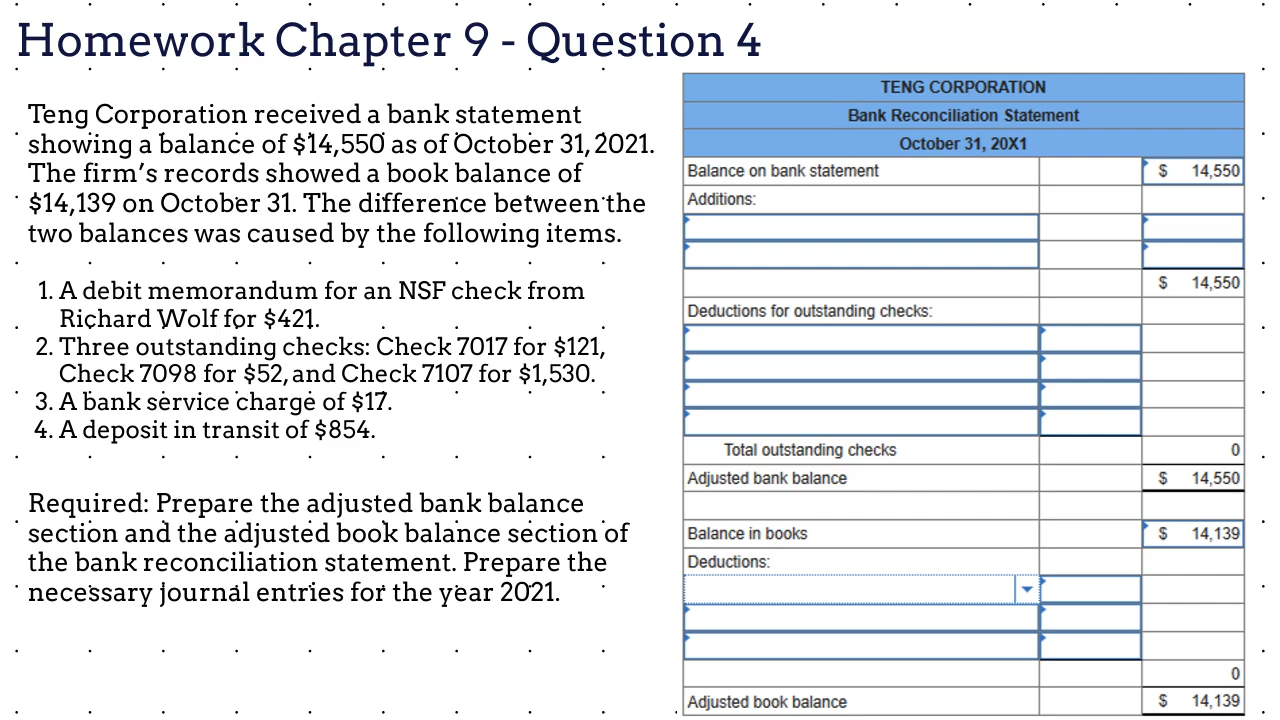 Homework Chapter 9 - Question 4
Teng Corporation received a bank statement
showing a balance of $14,550 as of October 31, 2021.
The firm's records showed a book balance of
$14,139 on October 31. The difference between the
two balances was caused by the following items.
1. A debit memorandum for an NSF check from
Richard Wolf for $421.
2. Three outstanding checks: Check 7017 for $121,
Check 7098 for $52, and Check 7107 for $1,530.
3. A bank service charge of $17.
4. A deposit in transit of $854.
Required: Prepare the adjusted bank balance
section and the adjusted book balance section of
the bank reconciliation statement. Prepare the
necessary journal entries for the year 2021.
TENG CORPORATION
Bank Reconciliation Statement
October 31, 20X1
Balance on bank statement $ 14,550
Additions:
$ 14,550
Deductions for outstanding checks:
Total outstanding checks 0
Adjusted bank balance $ 14,550
Balance in books $ 14,139
Deductions:
0
Adjusted book balance $ 14,139